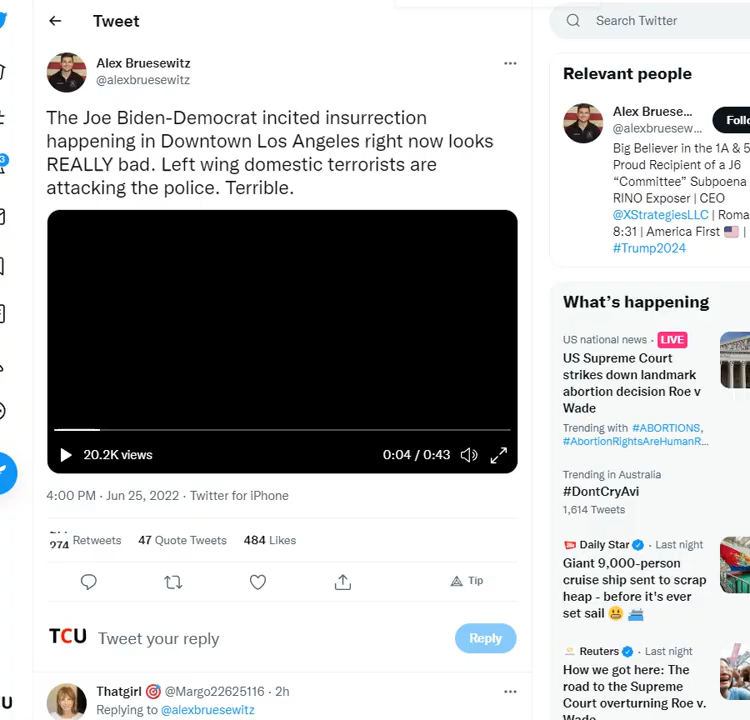 Tweet
Search Twitter
Alex Bruesewitz
@alexbruesewitz
The Joe Biden-Democrat incited insurrection
happening in Downtown Los Angeles right now looks
REALLY bad. Left wing domestic terrorists are
attacking the police. Terrible.
20.2K views
0:04 / 0:43
4:00 PM · Jun 25, 2022 · Twitter for iPhone
274 Retweets 47 Quote Tweets 484 Likes
Tip
TCU Tweet your reply
Reply
Thatgirl 🎯 @Margo22625116 · 2h
Replying to @alexbruesewitz
Relevant people
Alex Bruese...
@alexbruesew...
Big Believer in the 1A & 5
Proud Recipient of a J6
“Committee” Subpoena
RINO Exposer | CEO
@XStrategiesLLC | Roma
8:31 | America First 🇺🇸 |
#Trump2024
What’s happening
US national news · LIVE
US Supreme Court
strikes down landmark
abortion decision Roe v
Wade
Trending with #ABORTIONS,
#AbortionRightsAreHumanR...
Trending in Australia
#DontCryAvi
1,614 Tweets
Daily Star · Last night
Giant 9,000-person
cruise ship sent to scrap
heap - before it's ever
set sail 😬 🚢
Reuters · Last night
How we got here: The
road to the Supreme
Court overturning Roe v.
Wade